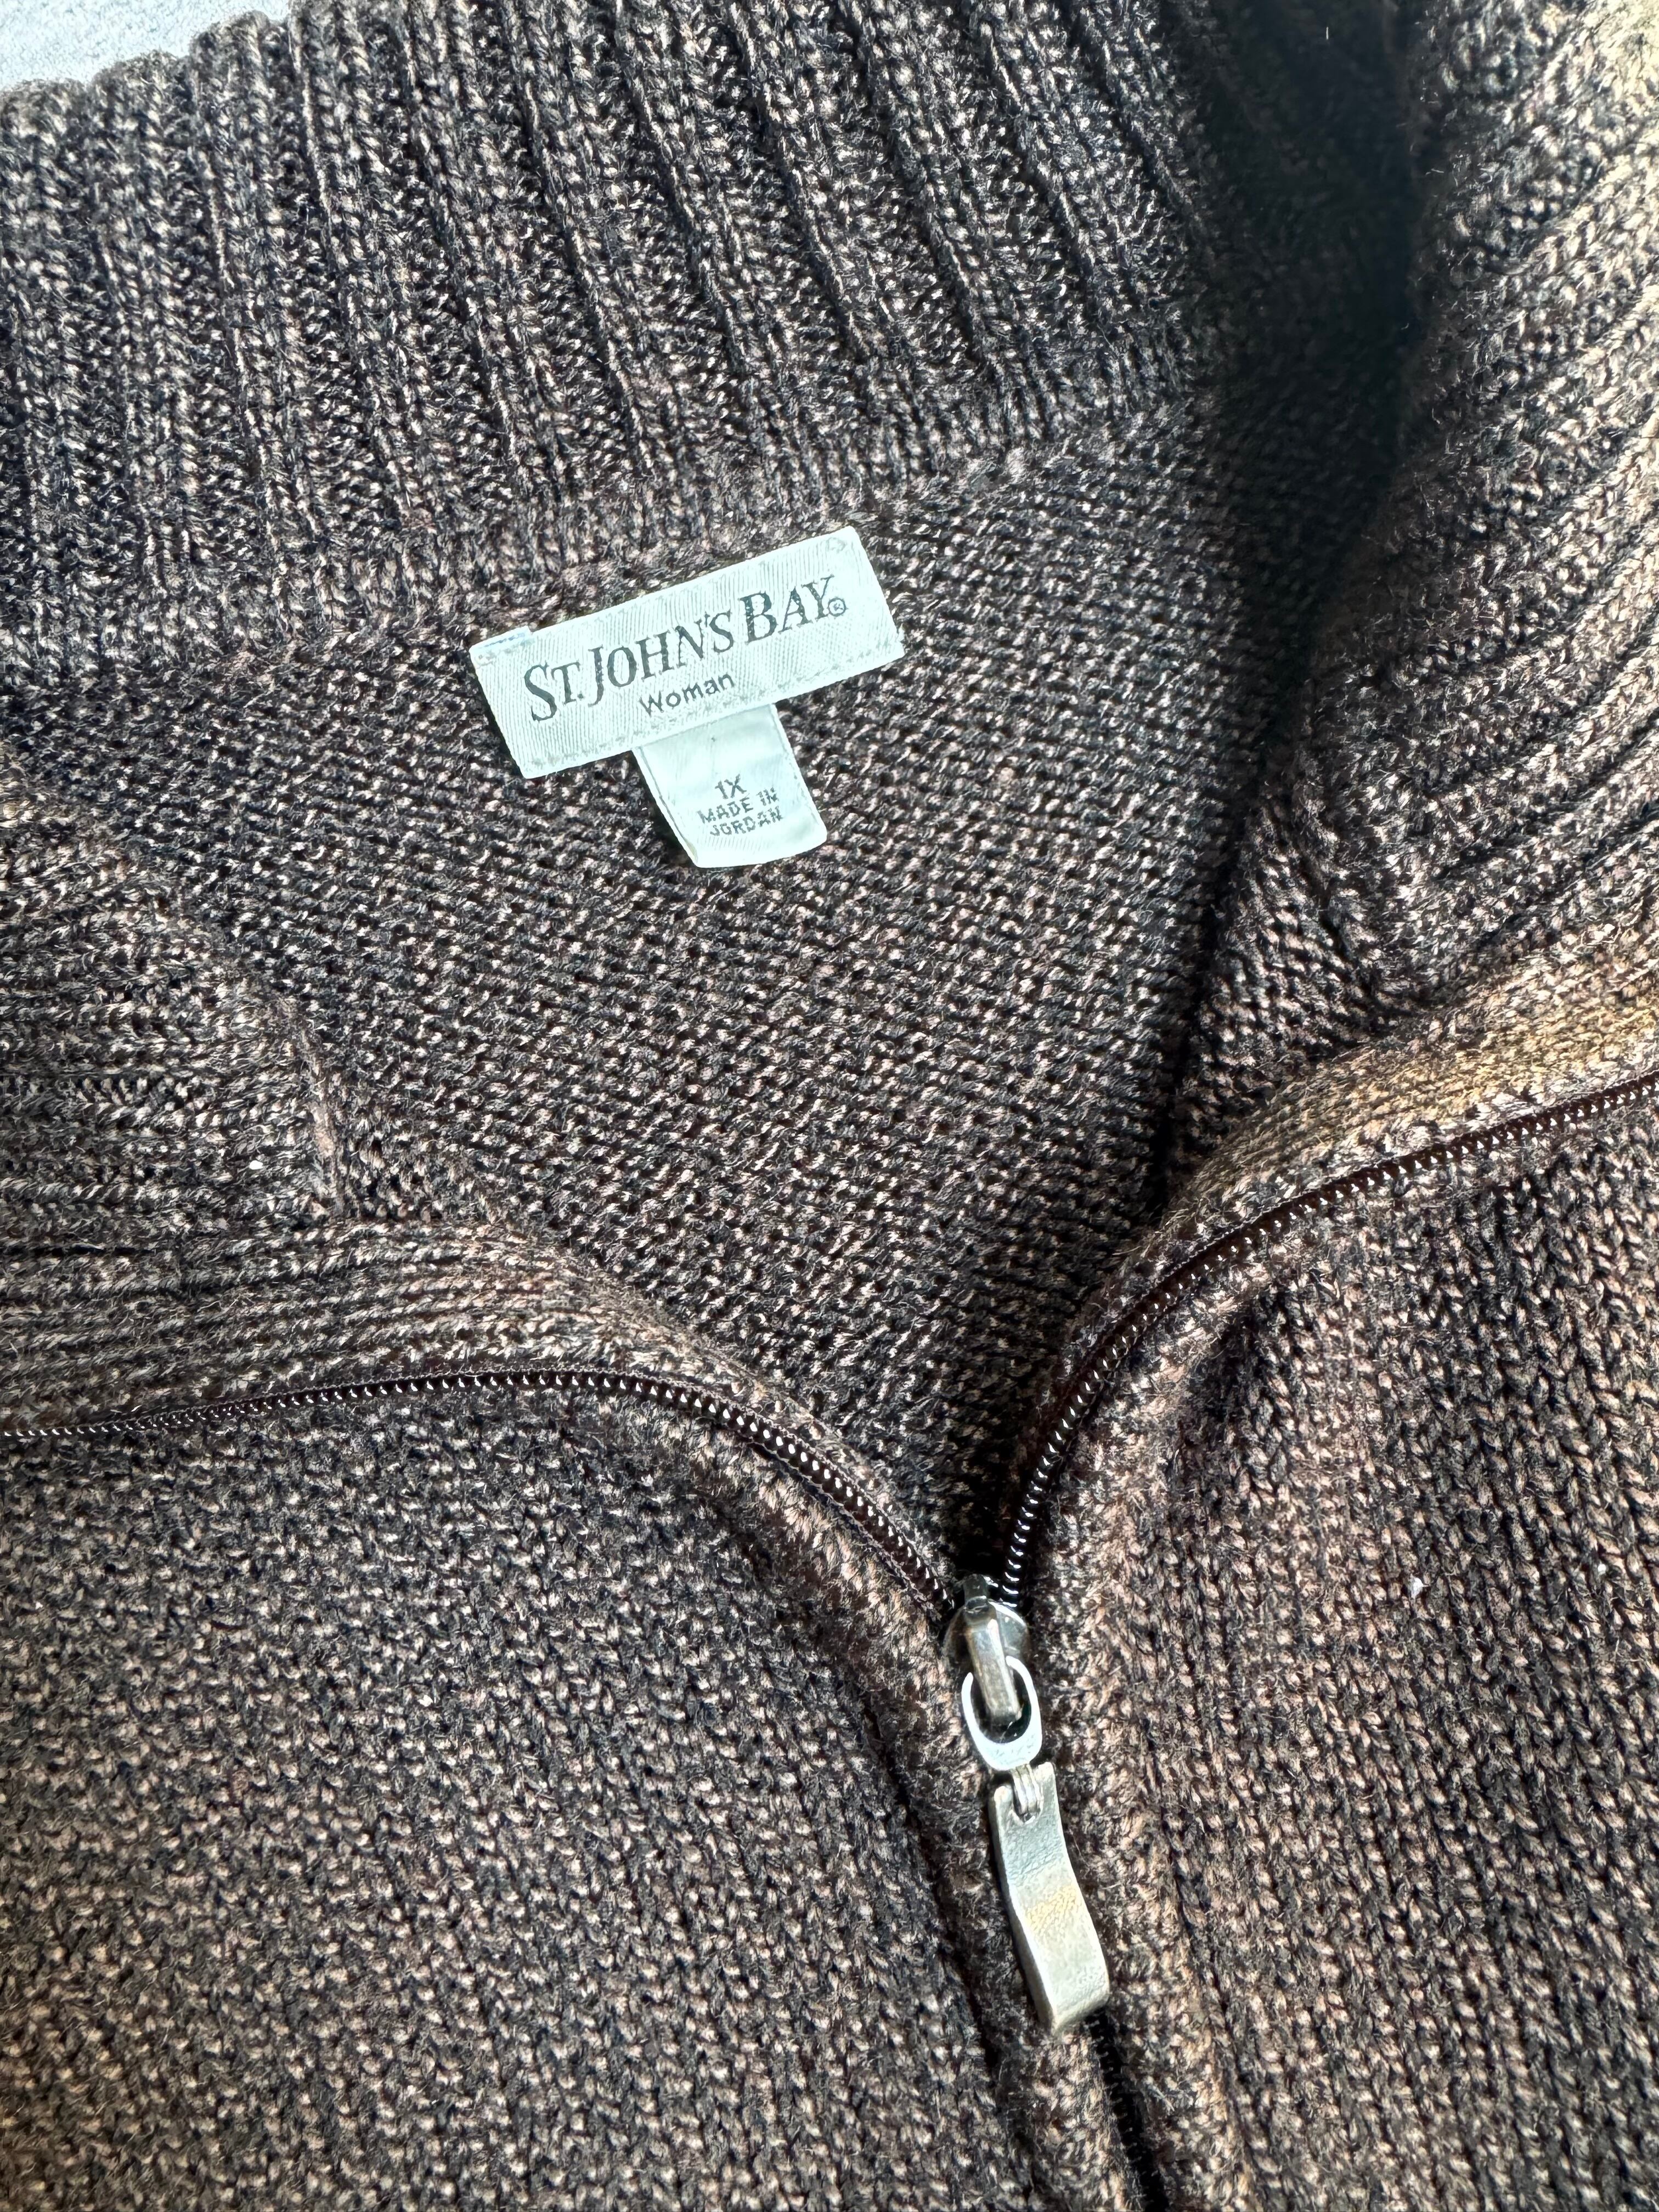 ST. JOHN'S BAY®
Woman
1X
MADE IN
JORDAN